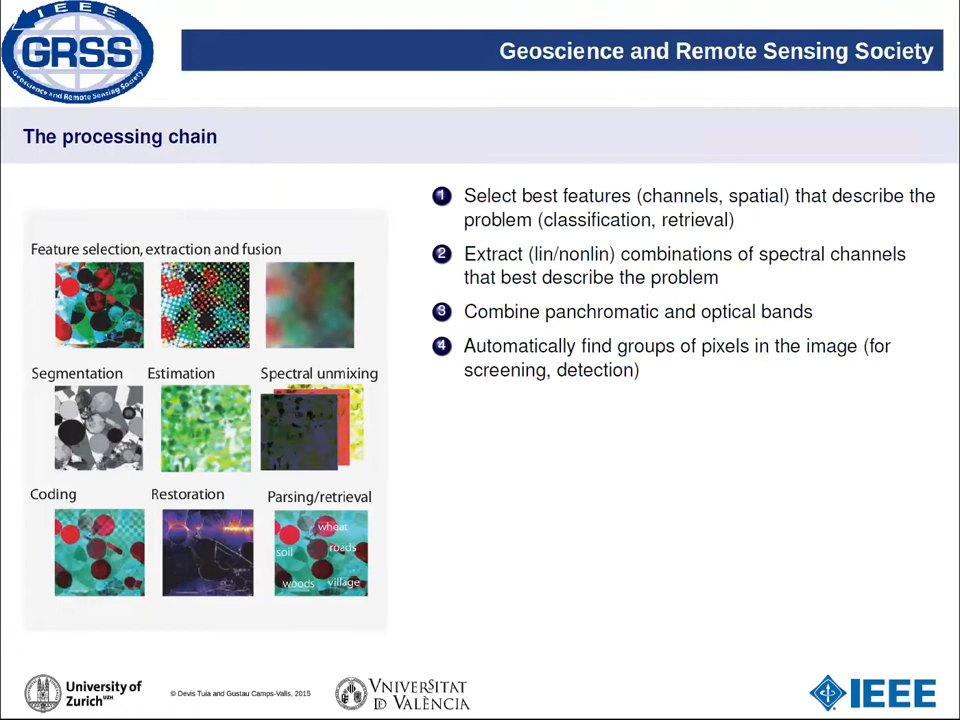 IEEE
GRSS
Geoscience and Remote Sensing Society
Geoscience and Remote Sensing Society
The processing chain
Feature selection, extraction and fusion
Segmentation
Estimation
Spectral unmixing
Coding
Restoration
Parsing/retrieval
wheat
soil
roads
woods
village
1 Select best features (channels, spatial) that describe the
problem (classification, retrieval)
2 Extract (lin/nonlin) combinations of spectral channels
that best describe the problem
3 Combine panchromatic and optical bands
4 Automatically find groups of pixels in the image (for
screening, detection)
University of
Zurich UZH
© Devis Tuia and Gustau Camps-Valls, 2015
VNIVERSITAT
ID VALÈNCIA
IEEE